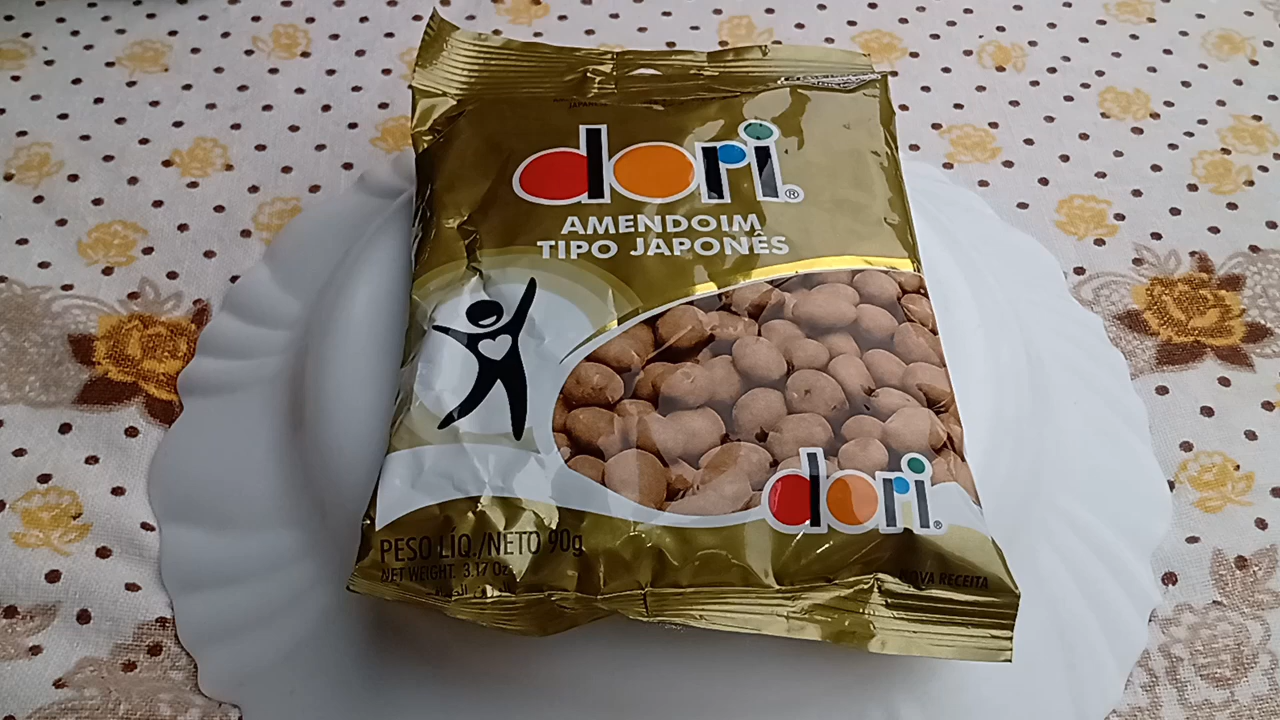 dori®
AMENDOIM
TIPO JAPONÊS
dori®
PESO LÍQ./NETO 90g
NET WEIGHT. 3.17 Oz
NOVA RECEITA